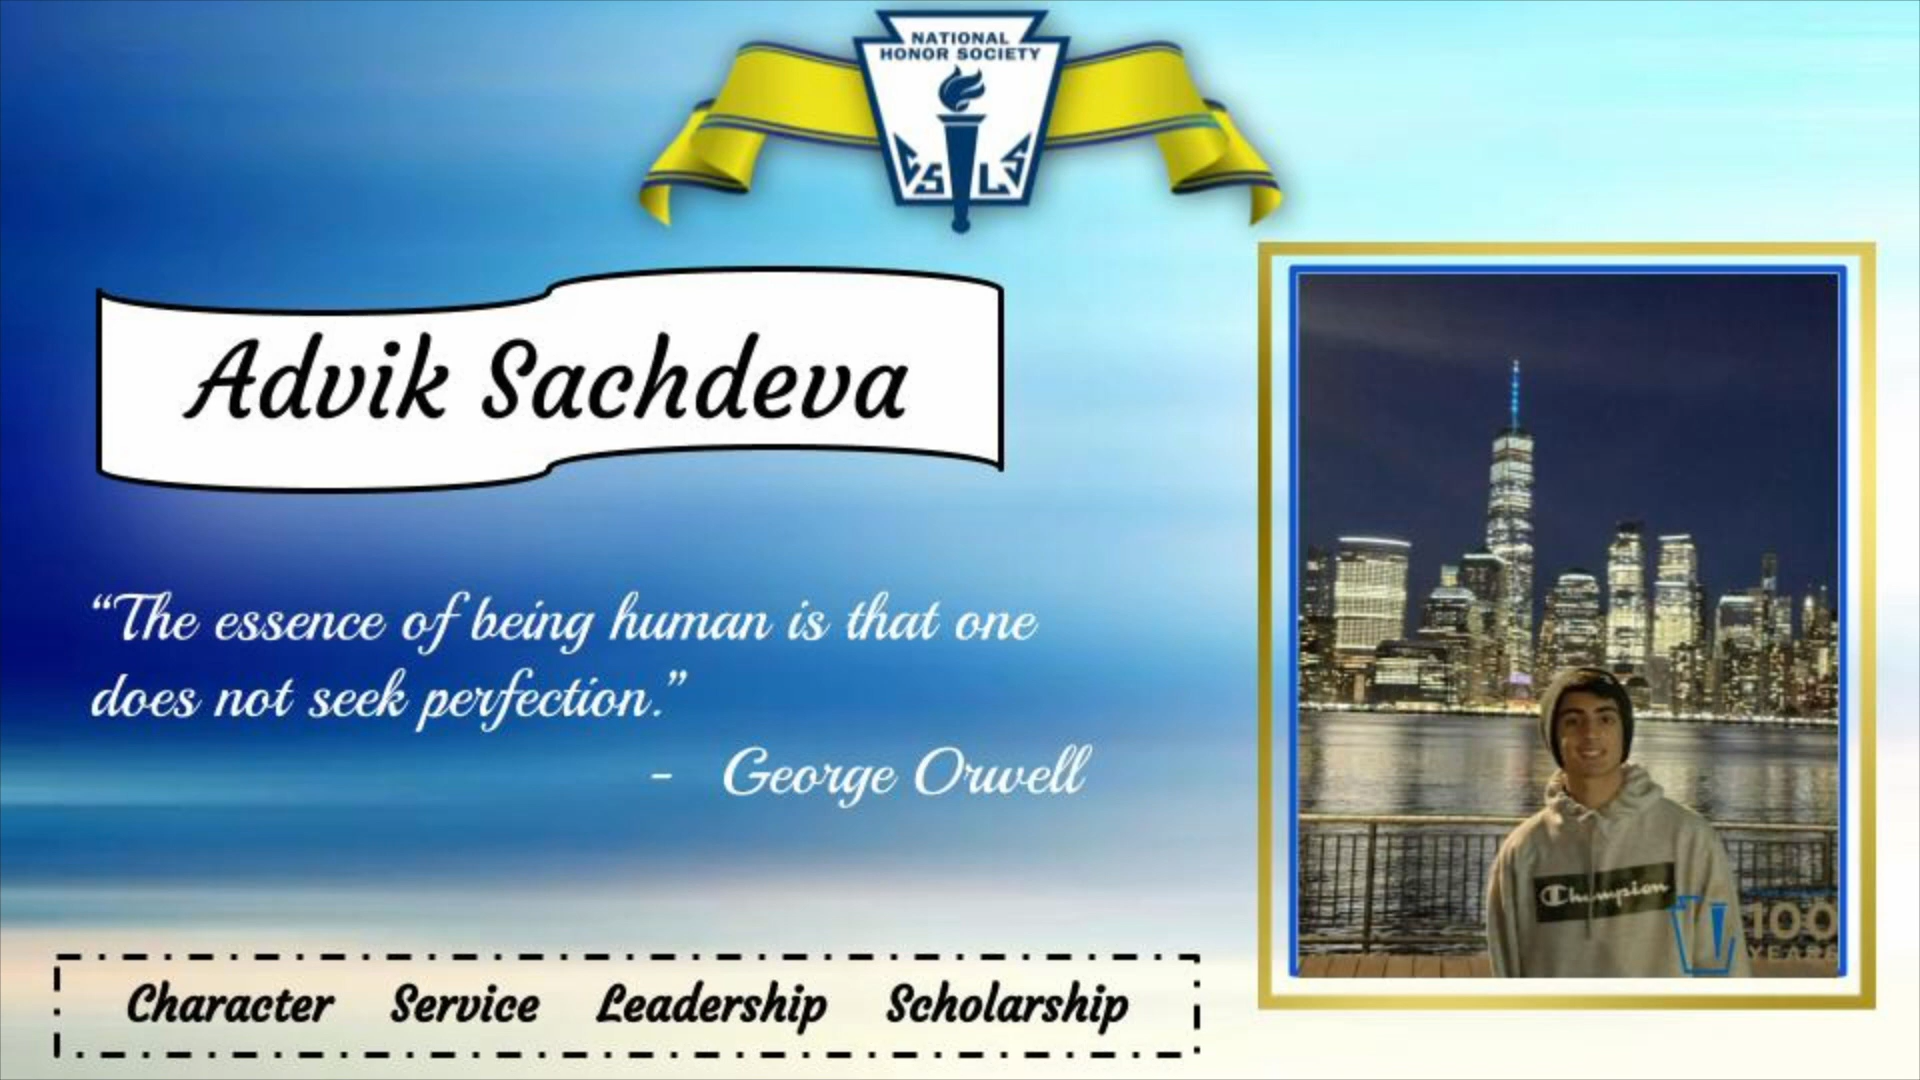 NATIONAL
HONOR SOCIETY
C S L S
Advik Sachdeva
“The essence of being human is that one
does not seek perfection.”
- George Orwell
Champion
100
YEARS
Character Service Leadership Scholarship